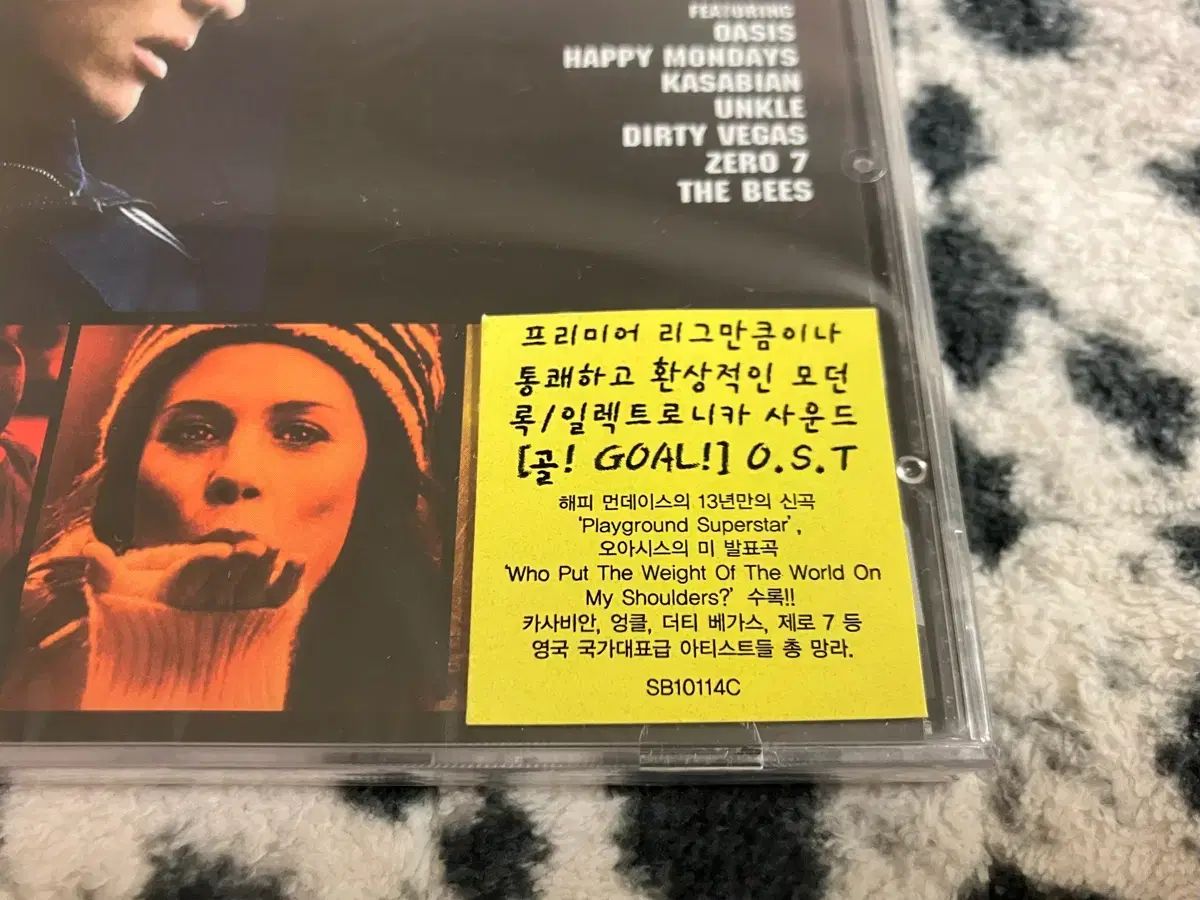 FEATURING
OASIS
HAPPY MONDAYS
KASABIAN
UNKLE
DIRTY VEGAS
ZERO 7
THE BEES
프리미어 리그만큼이나
통쾌하고 환상적인 모던
록/일렉트로니카 사운드
[골! GOAL!] O.S.T
해피 먼데이스의 13년만의 신곡
'Playground Superstar',
오아시스의 미 발표곡
'Who Put The Weight Of The World On
My Shoulders?' 수록!!
카사비안, 엉클, 더티 베가스, 제로 7 등
영국 국가대표급 아티스트들 총 망라.
SB10114C